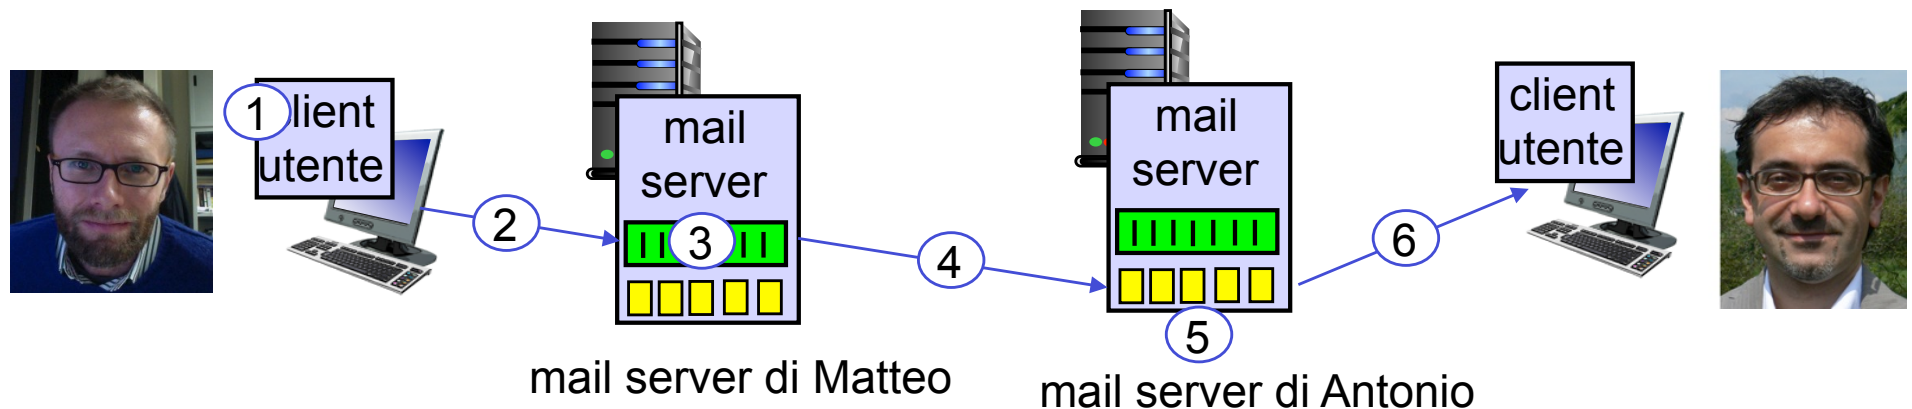 1
lient
utente
2
mail
server
3
mail server di Matteo
4
mail
server
5
mail server di Antonio
6
client
utente